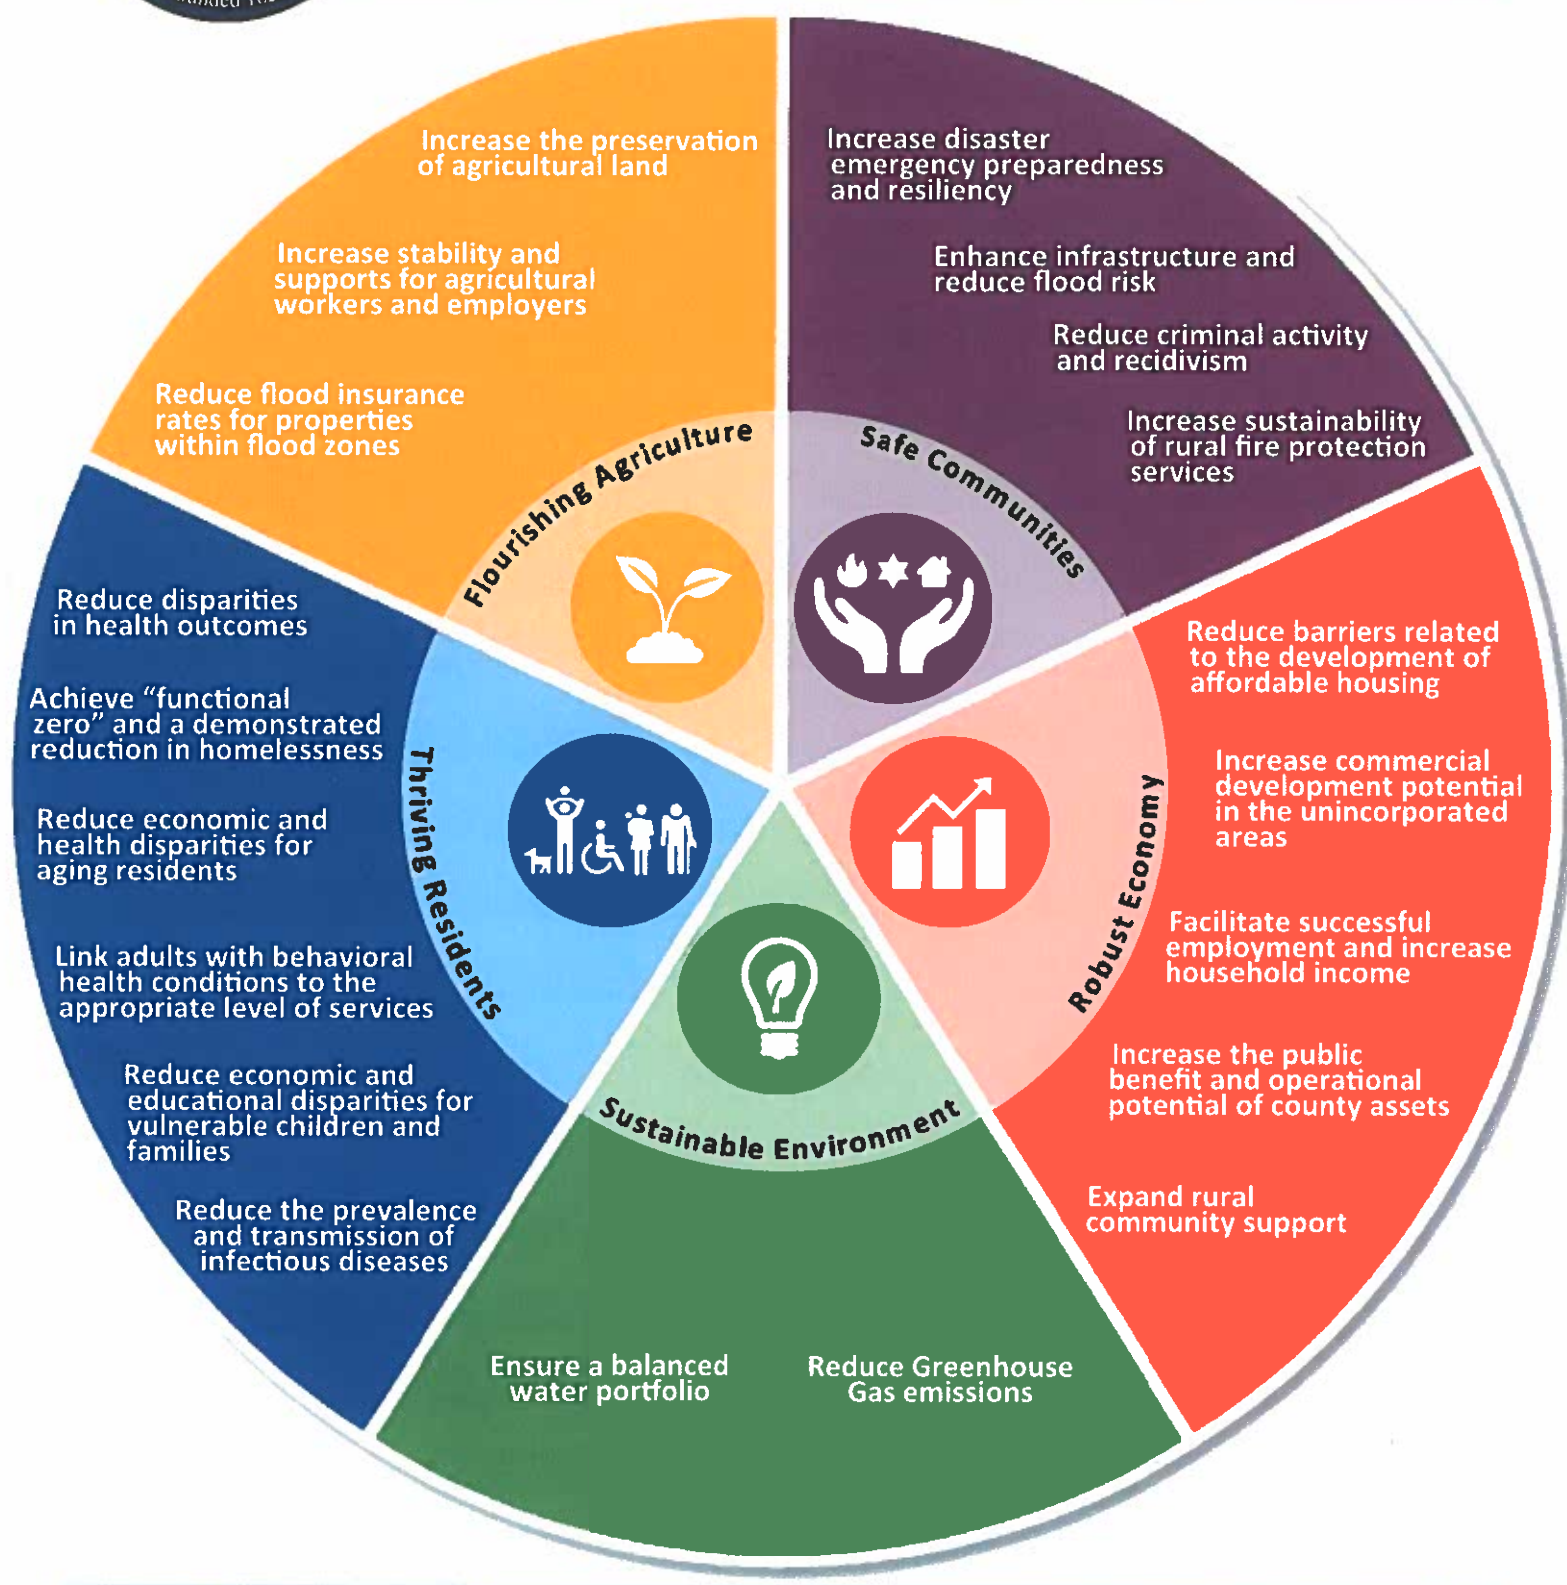 Increase the preservation
of agricultural land
Increase stability and
supports for agricultural
workers and employers
Reduce flood insurance
rates for properties
within flood zones
Flourishing Agriculture
Increase disaster
emergency preparedness
and resiliency
Enhance infrastructure and
reduce flood risk
Reduce criminal activity
and recidivism
Increase sustainability
of rural fire protection
services
Safe Communities
Reduce barriers related
to the development of
affordable housing
Increase commercial
development potential
in the unincorporated
areas
Facilitate successful
employment and increase
household income
Increase the public
benefit and operational
potential of county assets
Expand rural
community support
Robust Economy
Sustainable Environment
Ensure a balanced
water portfolio
Reduce Greenhouse
Gas emissions
Reduce disparities
in health outcomes
Achieve “functional
zero” and a demonstrated
reduction in homelessness
Reduce economic and
health disparities for
aging residents
Link adults with behavioral
health conditions to the
appropriate level of services
Reduce economic and
educational disparities for
vulnerable children and
families
Reduce the prevalence
and transmission of
infectious diseases
Thriving Residents